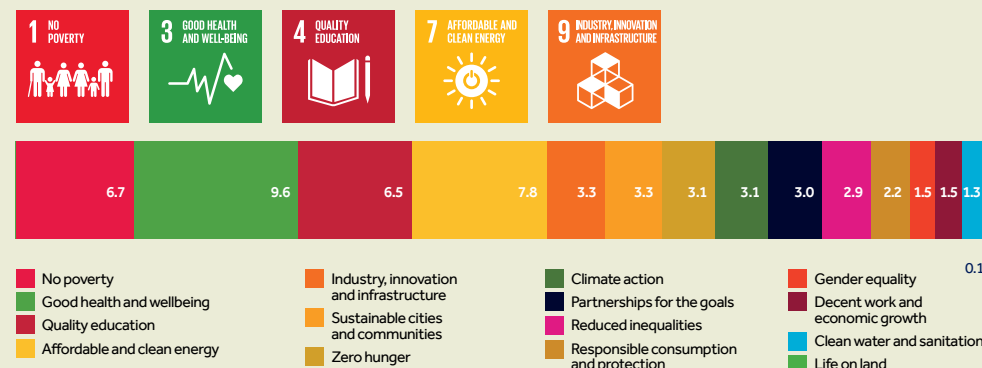 1 NO
POVERTY
3 GOOD HEALTH
AND WELL-BEING
4 QUALITY
EDUCATION
7 AFFORDABLE AND
CLEAN ENERGY
9 INDUSTRY, INNOVATION
AND INFRASTRUCTURE
6.7 9.6 6.5 7.8 3.3 3.3 3.1 3.1 3.0 2.9 2.2 1.5 1.5 1.3
0.1
No poverty
Good health and wellbeing
Quality education
Affordable and clean energy
Industry, innovation
and infrastructure
Sustainable cities
and communities
Zero hunger
Climate action
Partnerships for the goals
Reduced inequalities
Responsible consumption
and protection
Gender equality
Decent work and
economic growth
Clean water and sanitation
Life on land